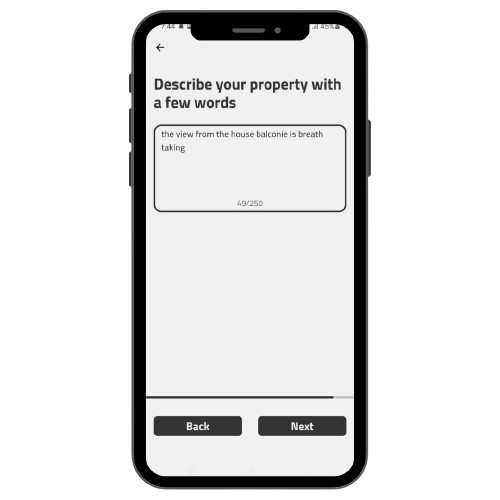 7:44
45%
Describe your property with
a few words
the view from the house balconie is breath
taking
49/250
Back
Next